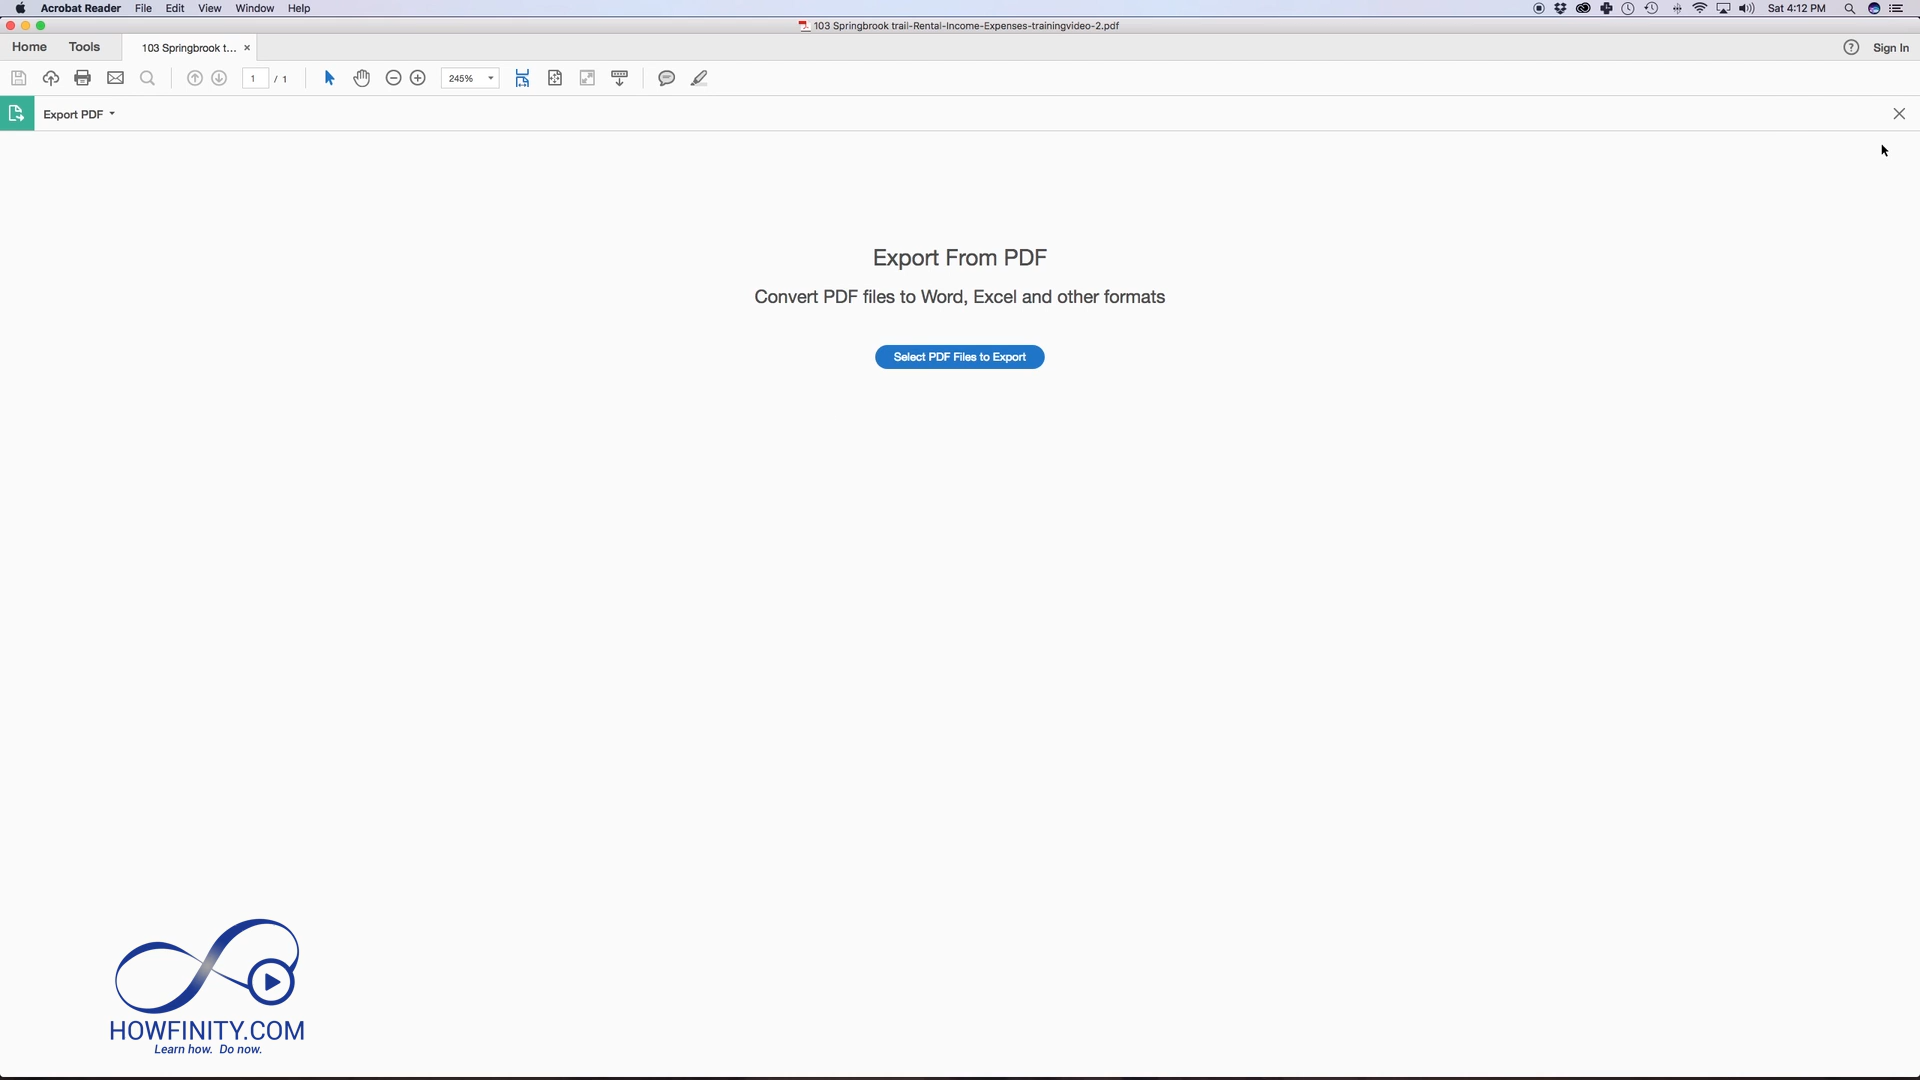 Acrobat Reader File Edit View Window Help Sat 4:12 PM
103 Springbrook trail-Rental-Income-Expenses-trainingvideo-2.pdf
Home Tools 103 Springbrook t... × ? Sign In
1 / 1 245%
Export PDF
Export From PDF
Convert PDF files to Word, Excel and other formats
Select PDF Files to Export
HOWFINITY.COM
Learn how. Do now.